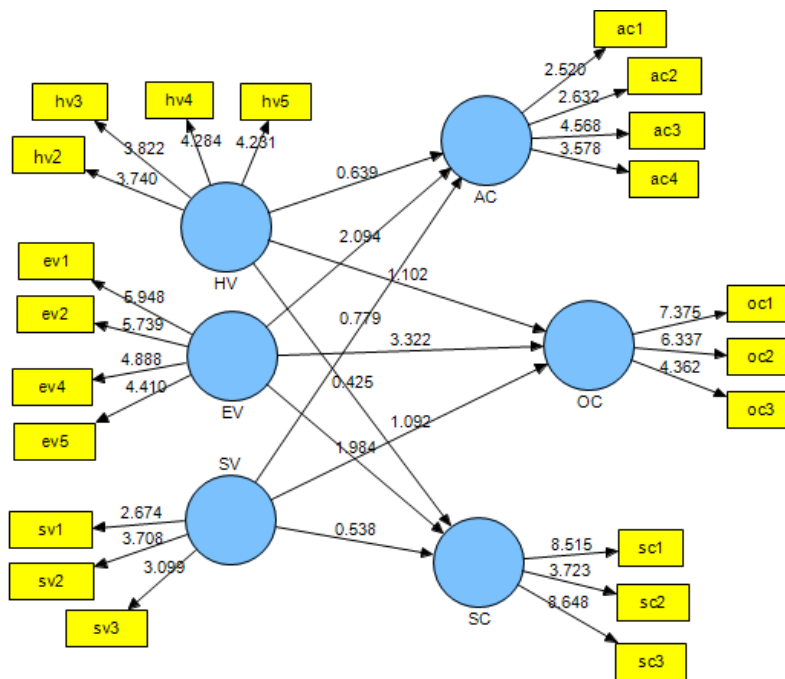 ac1
2.520
hv3
hv4
hv5
ac2
2.632
4.568
ac3
3.578
ac4
3.822
4.284
4.231
hv2
3.740
0.639
AC
2.094
HV
1.102
ev1
5.948
ev2
5.739
0.779
3.322
7.375
oc1
6.337
oc2
4.888
4.362
ev4
4.410
0.425
OC
oc3
EV
1.092
ev5
1.984
SV
2.674
sv1
3.708
0.538
8.515
sc1
sv2
3.099
3.723
sc2
8.648
sv3
SC
sc3